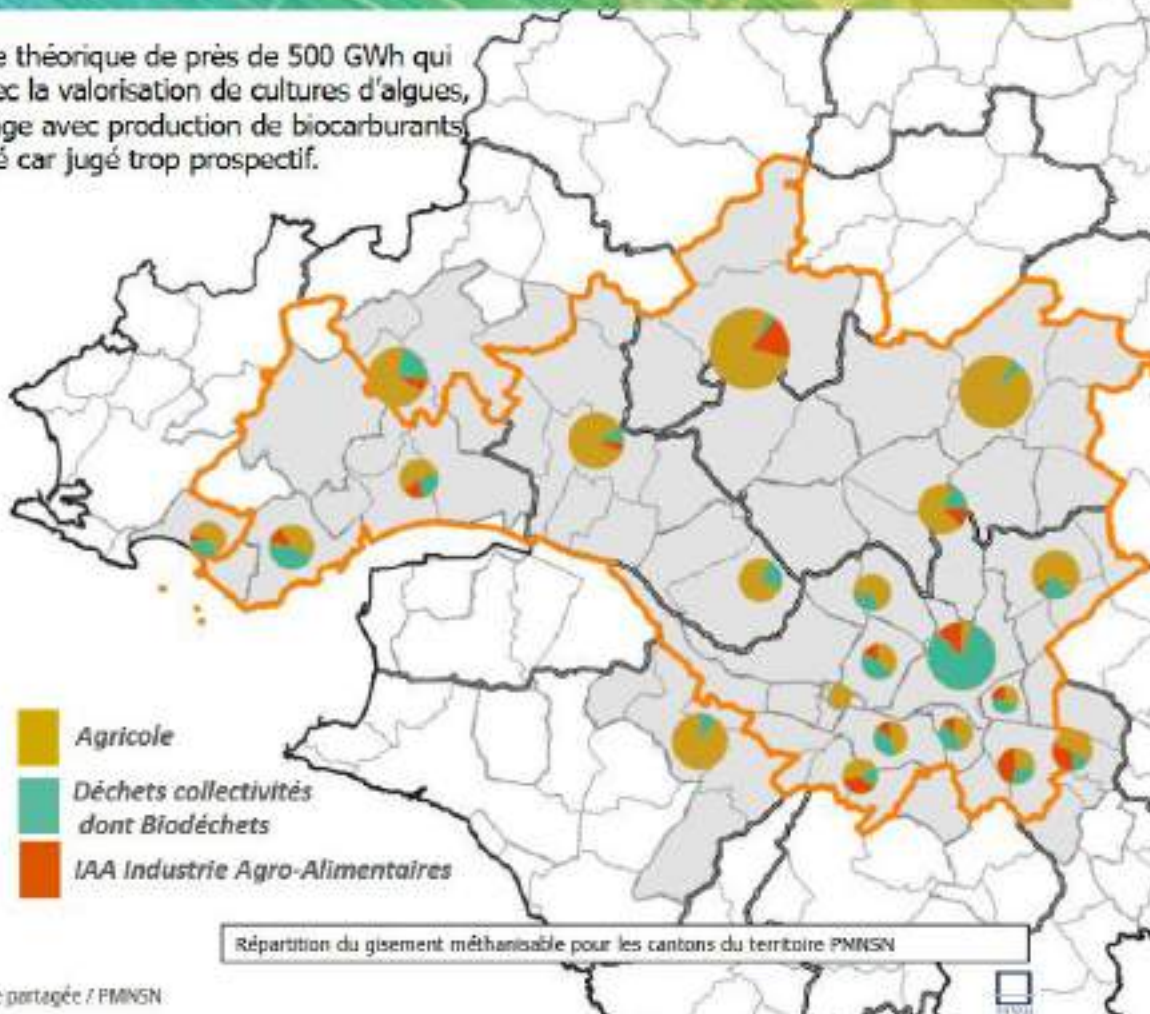 e théorique de près de 500 GWh qui
ec la valorisation de cultures d'algues,
ge avec production de biocarburants,
é car jugé trop prospectif.
Agricole
Déchets collectivités
dont Biodéchets
IAA Industrie Agro-Alimentaires
Répartition du gisement méthanisable pour les cantons du territoire PMNSN
e partagée / PMNSN